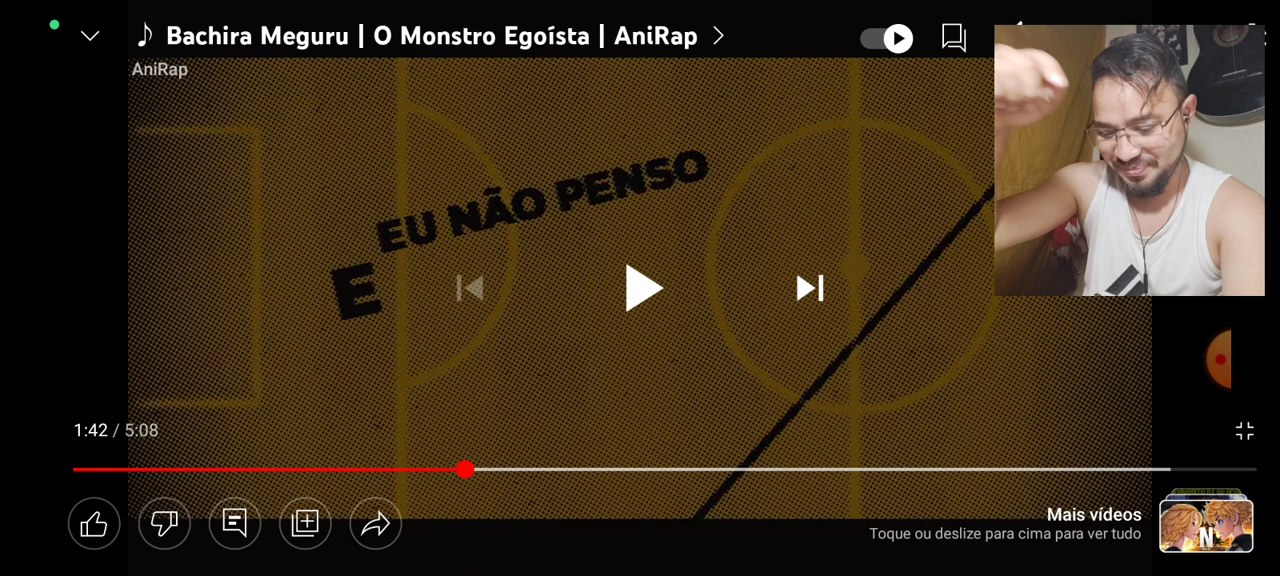 Bachira Meguru | O Monstro Egoísta | AniRap
AniRap
EU NÃO PENSO
E
1:42 / 5:08
Mais vídeos
Toque ou deslize para cima para ver tudo
N